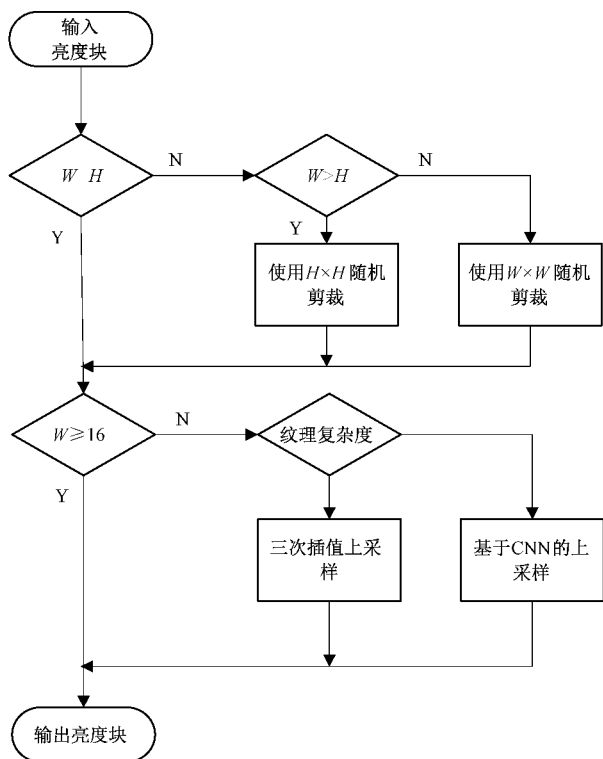 输入
亮度块
W H
N
W>H
N
Y
Y
使用H×H随机
剪裁
使用W×W随机
剪裁
W≥16
N
纹理复杂度
Y
三次插值上采
样
基于CNN的上
采样
输出亮度块